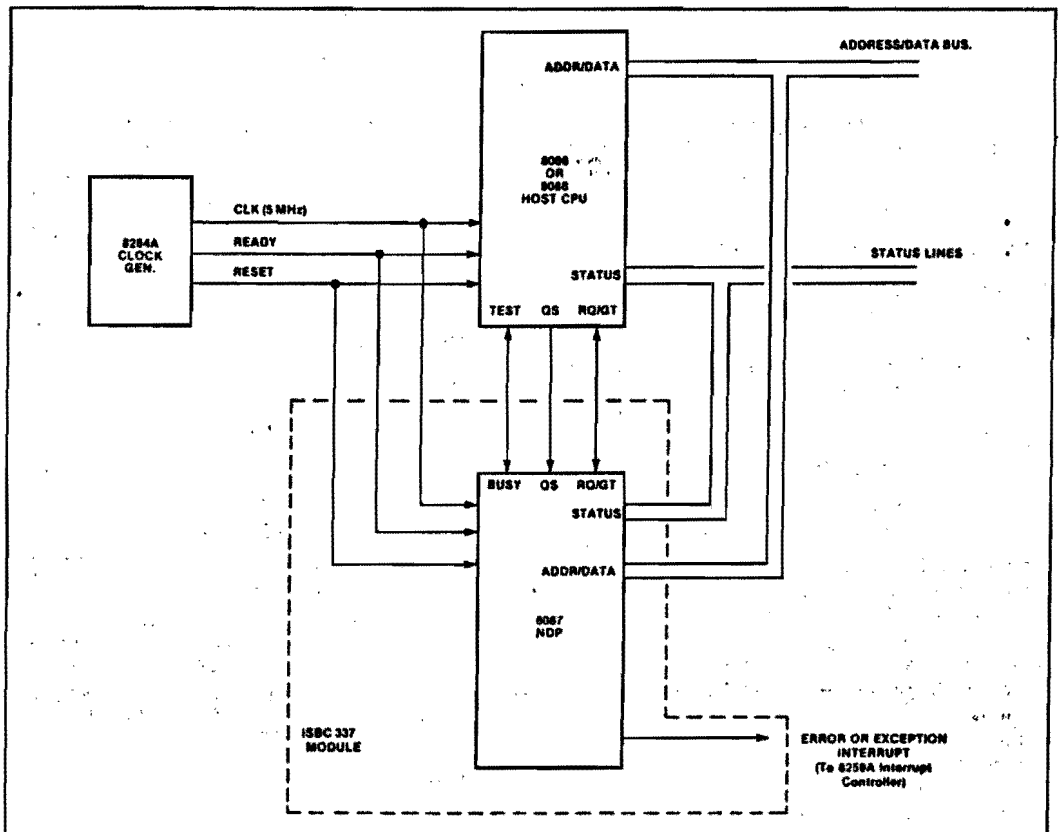 ADDRESS/DATA BUS.
ADDR/DATA
8086
OR
8088
HOST CPU
CLK (5 MHz)
READY
RESET
8284A
CLOCK
GEN.
STATUS LINES
STATUS
TEST QS RQ/GT
BUSY QS RQ/GT
STATUS
ADDR/DATA
8087
NDP
iSBC 337
MODULE
ERROR OR EXCEPTION
INTERRUPT
(To 8259A Interrupt
Controller)